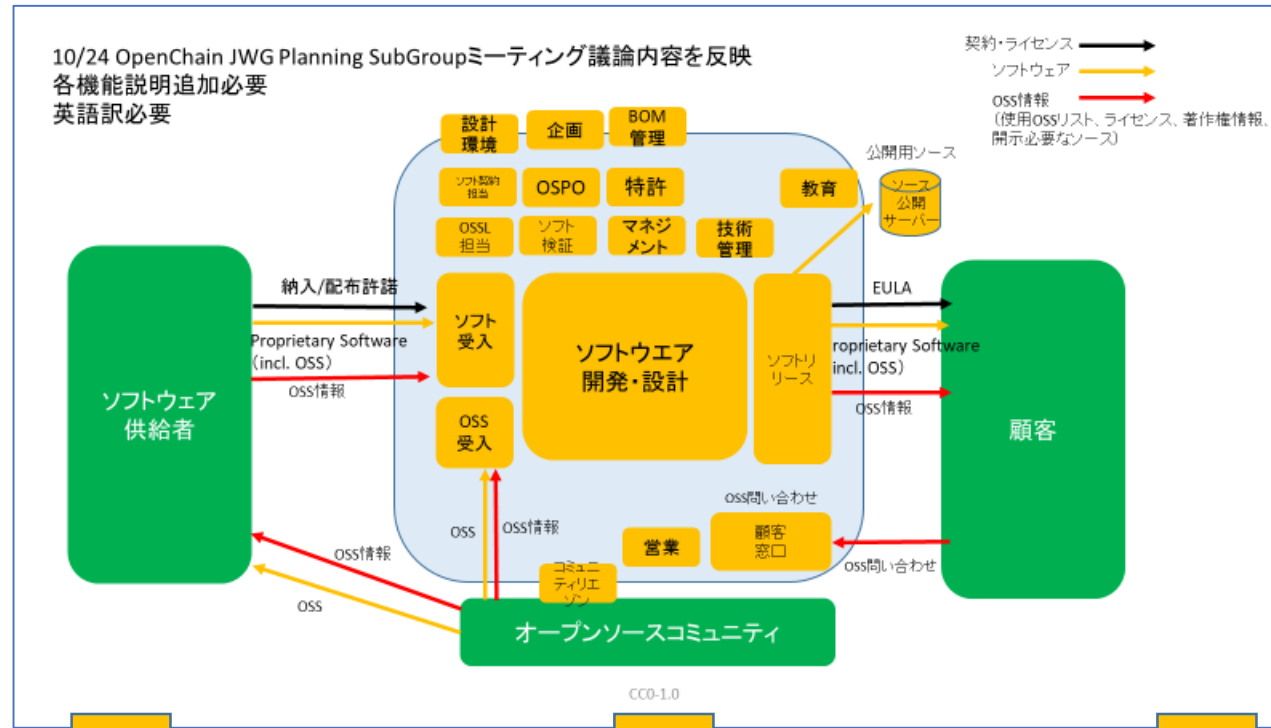 10/24 OpenChain JWG Planning SubGroupミーティング議論内容を反映
各機能説明追加必要
英語訳必要
契約・ライセンス
ソフトウェア
OSS情報
（使用OSSリスト、ライセンス、著作権情報、
開示必要なソース）
設計
環境
企画
BOM
管理
公開用ソース
ソフト契約
担当
OSPO
特許
教育
ソース
公開
サーバー
OSSL
担当
ソフト
検証
マネジ
メント
技術
管理
納入/配布許諾
EULA
ソフト
受入
ソフトウエア
開発・設計
ソフトリ
リース
Proprietary Software
（incl. OSS）
roprietary Software
incl. OSS）
OSS情報
OSS情報
ソフトウェア
供給者
OSS
受入
顧客
OSS問い合わせ
OSS
OSS情報
営業
顧客
窓口
OSS情報
OSS問い合わせ
コミュニ
ティリエ
ゾン
OSS
オープンソースコミュニティ
CC0-1.0